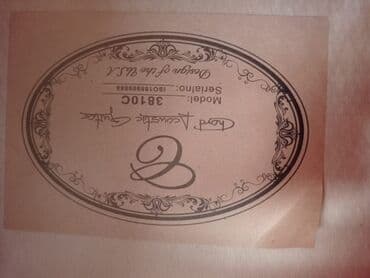 C
Chord Acoustic Guitar
Model: 3810C
Serialno:
Design of the U.S.A